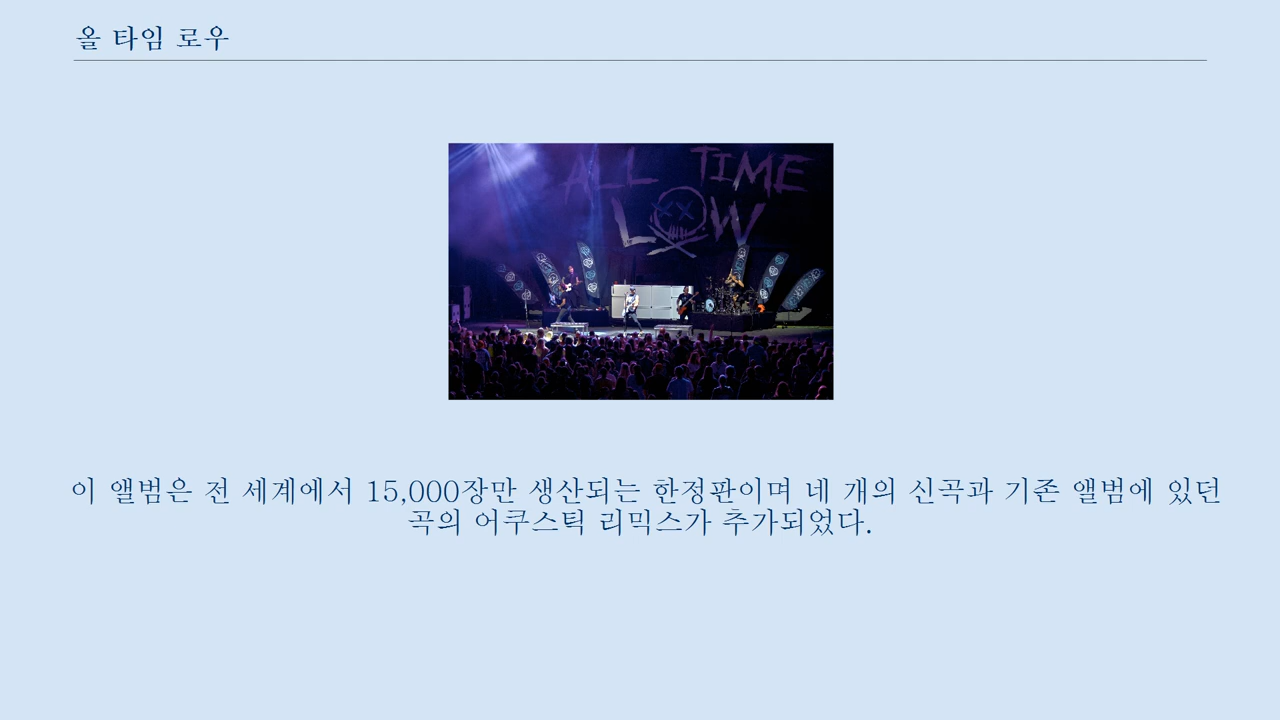 올 타임 로우
ALL TIME
LOW
이 앨범은 전 세계에서 15,000장만 생산되는 한정판이며 네 개의 신곡과 기존 앨범에 있던
곡의 어쿠스틱 리믹스가 추가되었다.